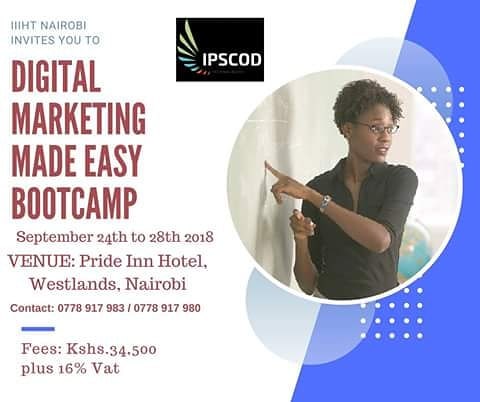 IIIHT NAIROBI
INVITES YOU TO
IPSCOD
DIGITAL
MARKETING
MADE EASY
BOOTCAMP
September 24th to 28th 2018
VENUE: Pride Inn Hotel,
Westlands, Nairobi
Contact: 0778 917 983 / 0778 917 980
Fees: Kshs.34,500
plus 16% Vat